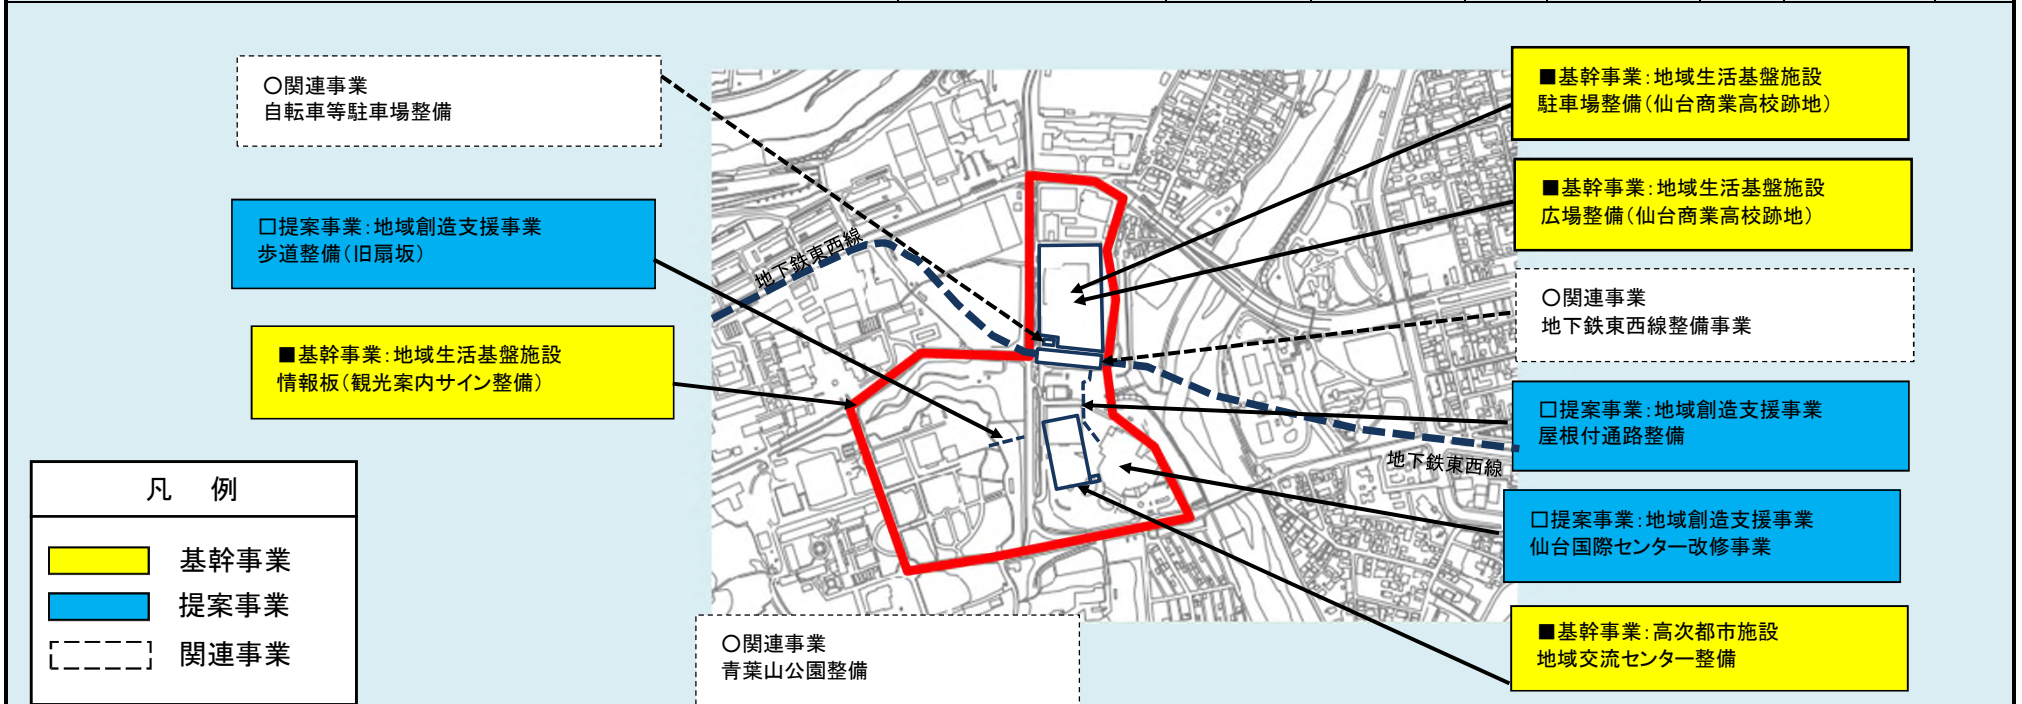 ○関連事業
自転車等駐車場整備
□提案事業:地域創造支援事業
歩道整備(旧扇坂)
■基幹事業:地域生活基盤施設
情報板(観光案内サイン整備)
凡 例
基幹事業
提案事業
関連事業
地下鉄東西線
地下鉄東西線
○関連事業
青葉山公園整備
■基幹事業:地域生活基盤施設
駐車場整備(仙台商業高校跡地)
■基幹事業:地域生活基盤施設
広場整備(仙台商業高校跡地)
○関連事業
地下鉄東西線整備事業
□提案事業:地域創造支援事業
屋根付通路整備
□提案事業:地域創造支援事業
仙台国際センター改修事業
■基幹事業:高次都市施設
地域交流センター整備